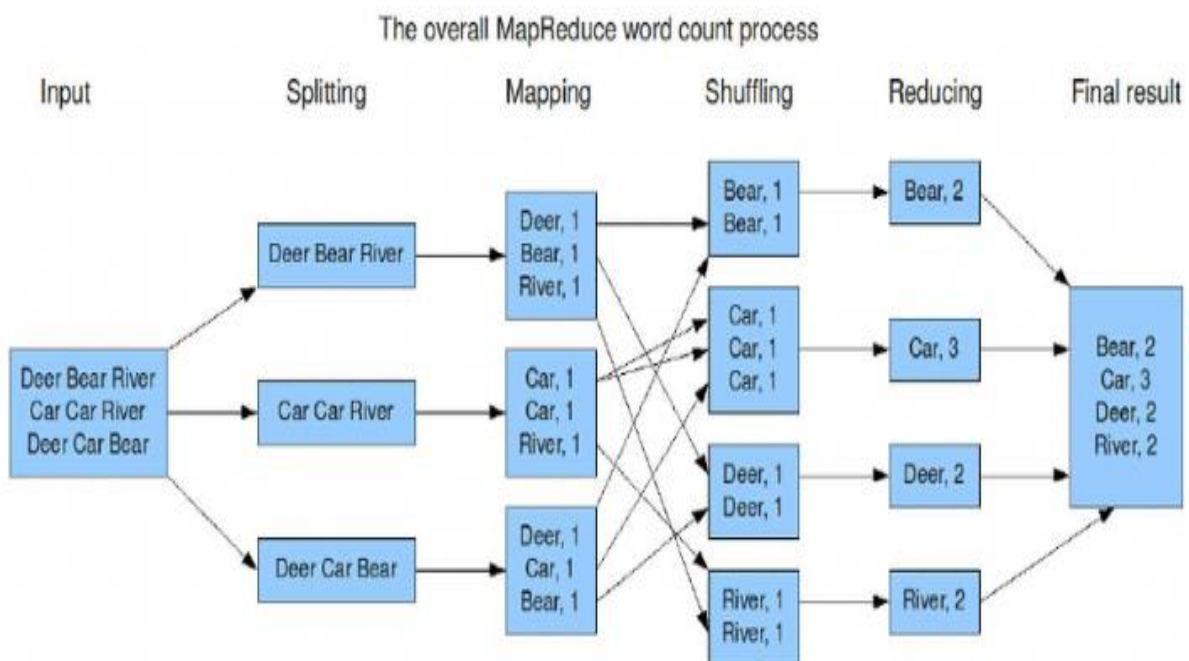 The overall MapReduce word count process
Input
Splitting
Mapping
Shuffling
Reducing
Final result
Deer Bear River
Car Car River
Deer Car Bear
Deer Bear River
Car Car River
Deer Car Bear
Deer, 1
Bear, 1
River, 1
Car, 1
Car, 1
River, 1
Deer, 1
Car, 1
Bear, 1
Bear, 1
Bear, 1
Car, 1
Car, 1
Car, 1
Deer, 1
Deer, 1
River, 1
River, 1
Bear, 2
Car, 3
Deer, 2
River, 2
Bear, 2
Car, 3
Deer, 2
River, 2